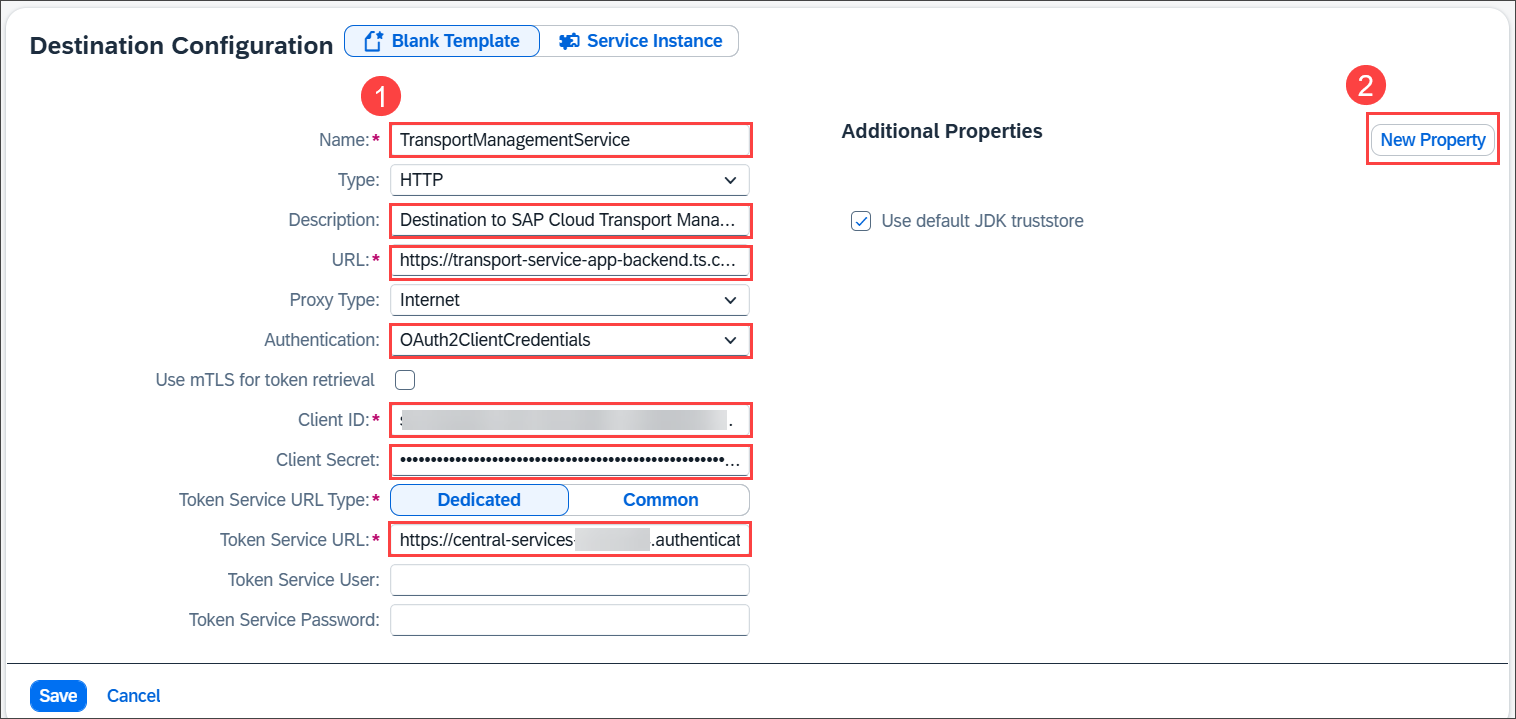 Destination Configuration Blank Template Service Instance
1
2
Name:* TransportManagementService
Type: HTTP
Description: Destination to SAP Cloud Transport Mana...
URL:* https://transport-service-app-backend.ts.c...
Proxy Type: Internet
Authentication: OAuth2ClientCredentials
Use mTLS for token retrieval
Client ID:*
Client Secret: ••••••••••••••••••••••••••••••••••••••••••••••••••••••...
Token Service URL Type:* Dedicated Common
Token Service URL:* https://central-services- .authenticat
Token Service User:
Token Service Password:
Additional Properties
New Property
Use default JDK truststore
Save Cancel